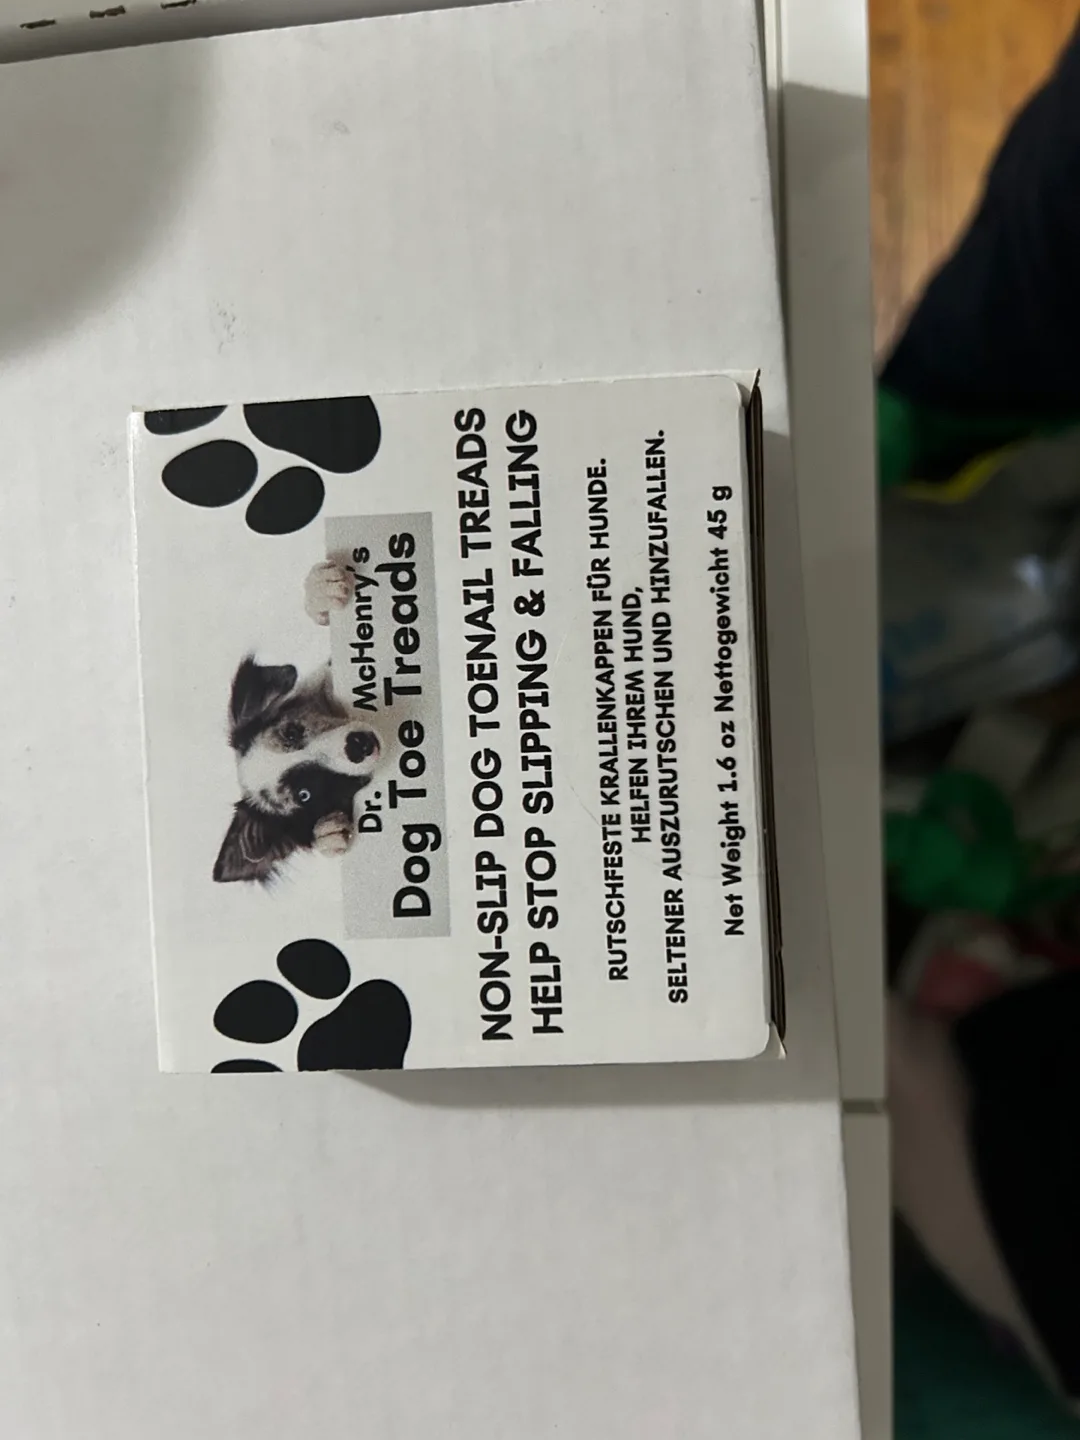 Dr. McHenry's
Dog Toe Treads
NON-SLIP DOG TOENAIL TREADS
HELP STOP SLIPPING & FALLING
RUTSCHFESTE KRALLENKAPPEN FÜR HUNDE.
HELFEN IHREM HUND,
SELTENER AUSZURUTSCHEN UND HINZUFALLEN.
Net Weight 1.6 oz Nettogewicht 45 g